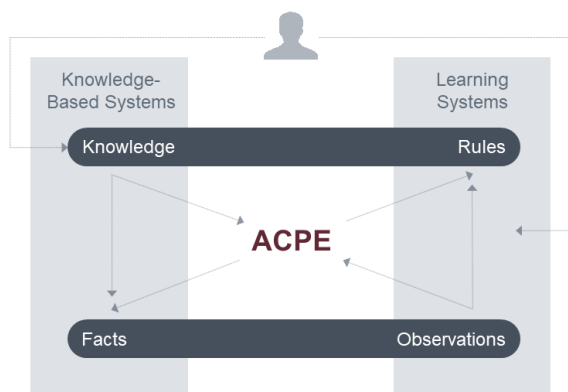 Knowledge-
Based Systems
Learning
Systems
Knowledge
Rules
ACPE
Facts
Observations